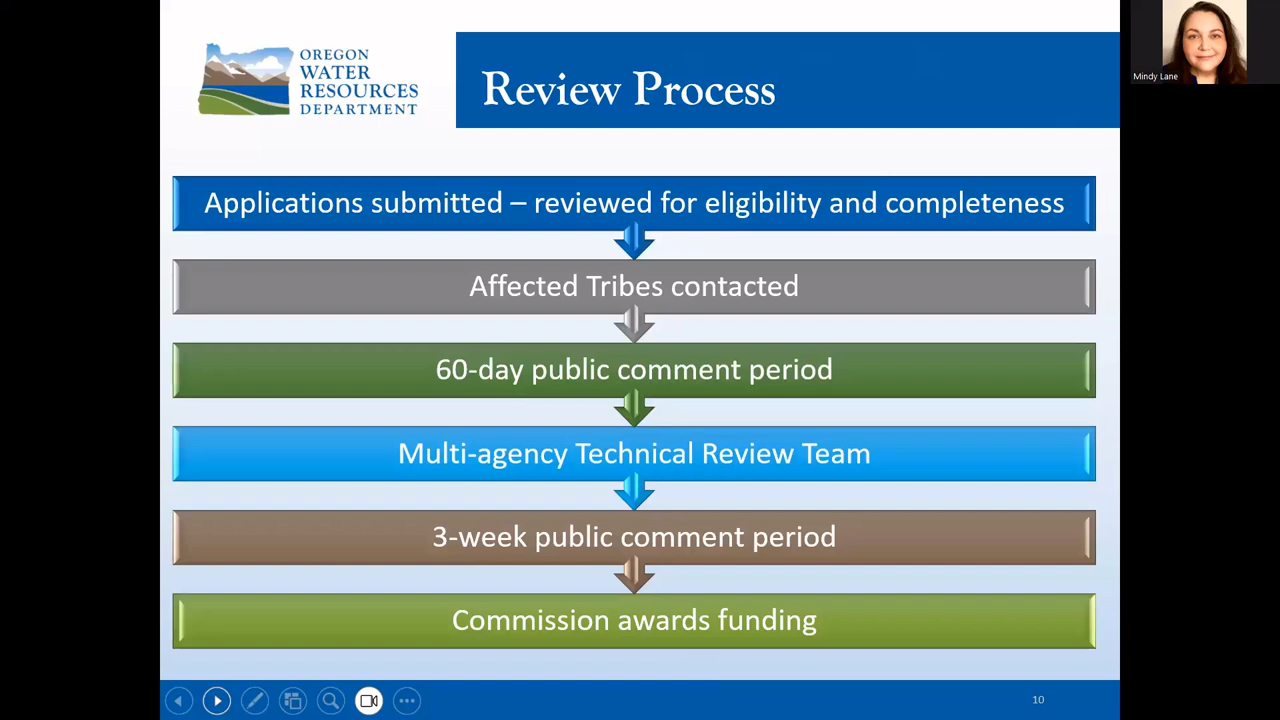 OREGON
WATER
RESOURCES
DEPARTMENT
Review Process
Mindy Lane
Applications submitted – reviewed for eligibility and completeness
Affected Tribes contacted
60-day public comment period
Multi-agency Technical Review Team
3-week public comment period
Commission awards funding
10